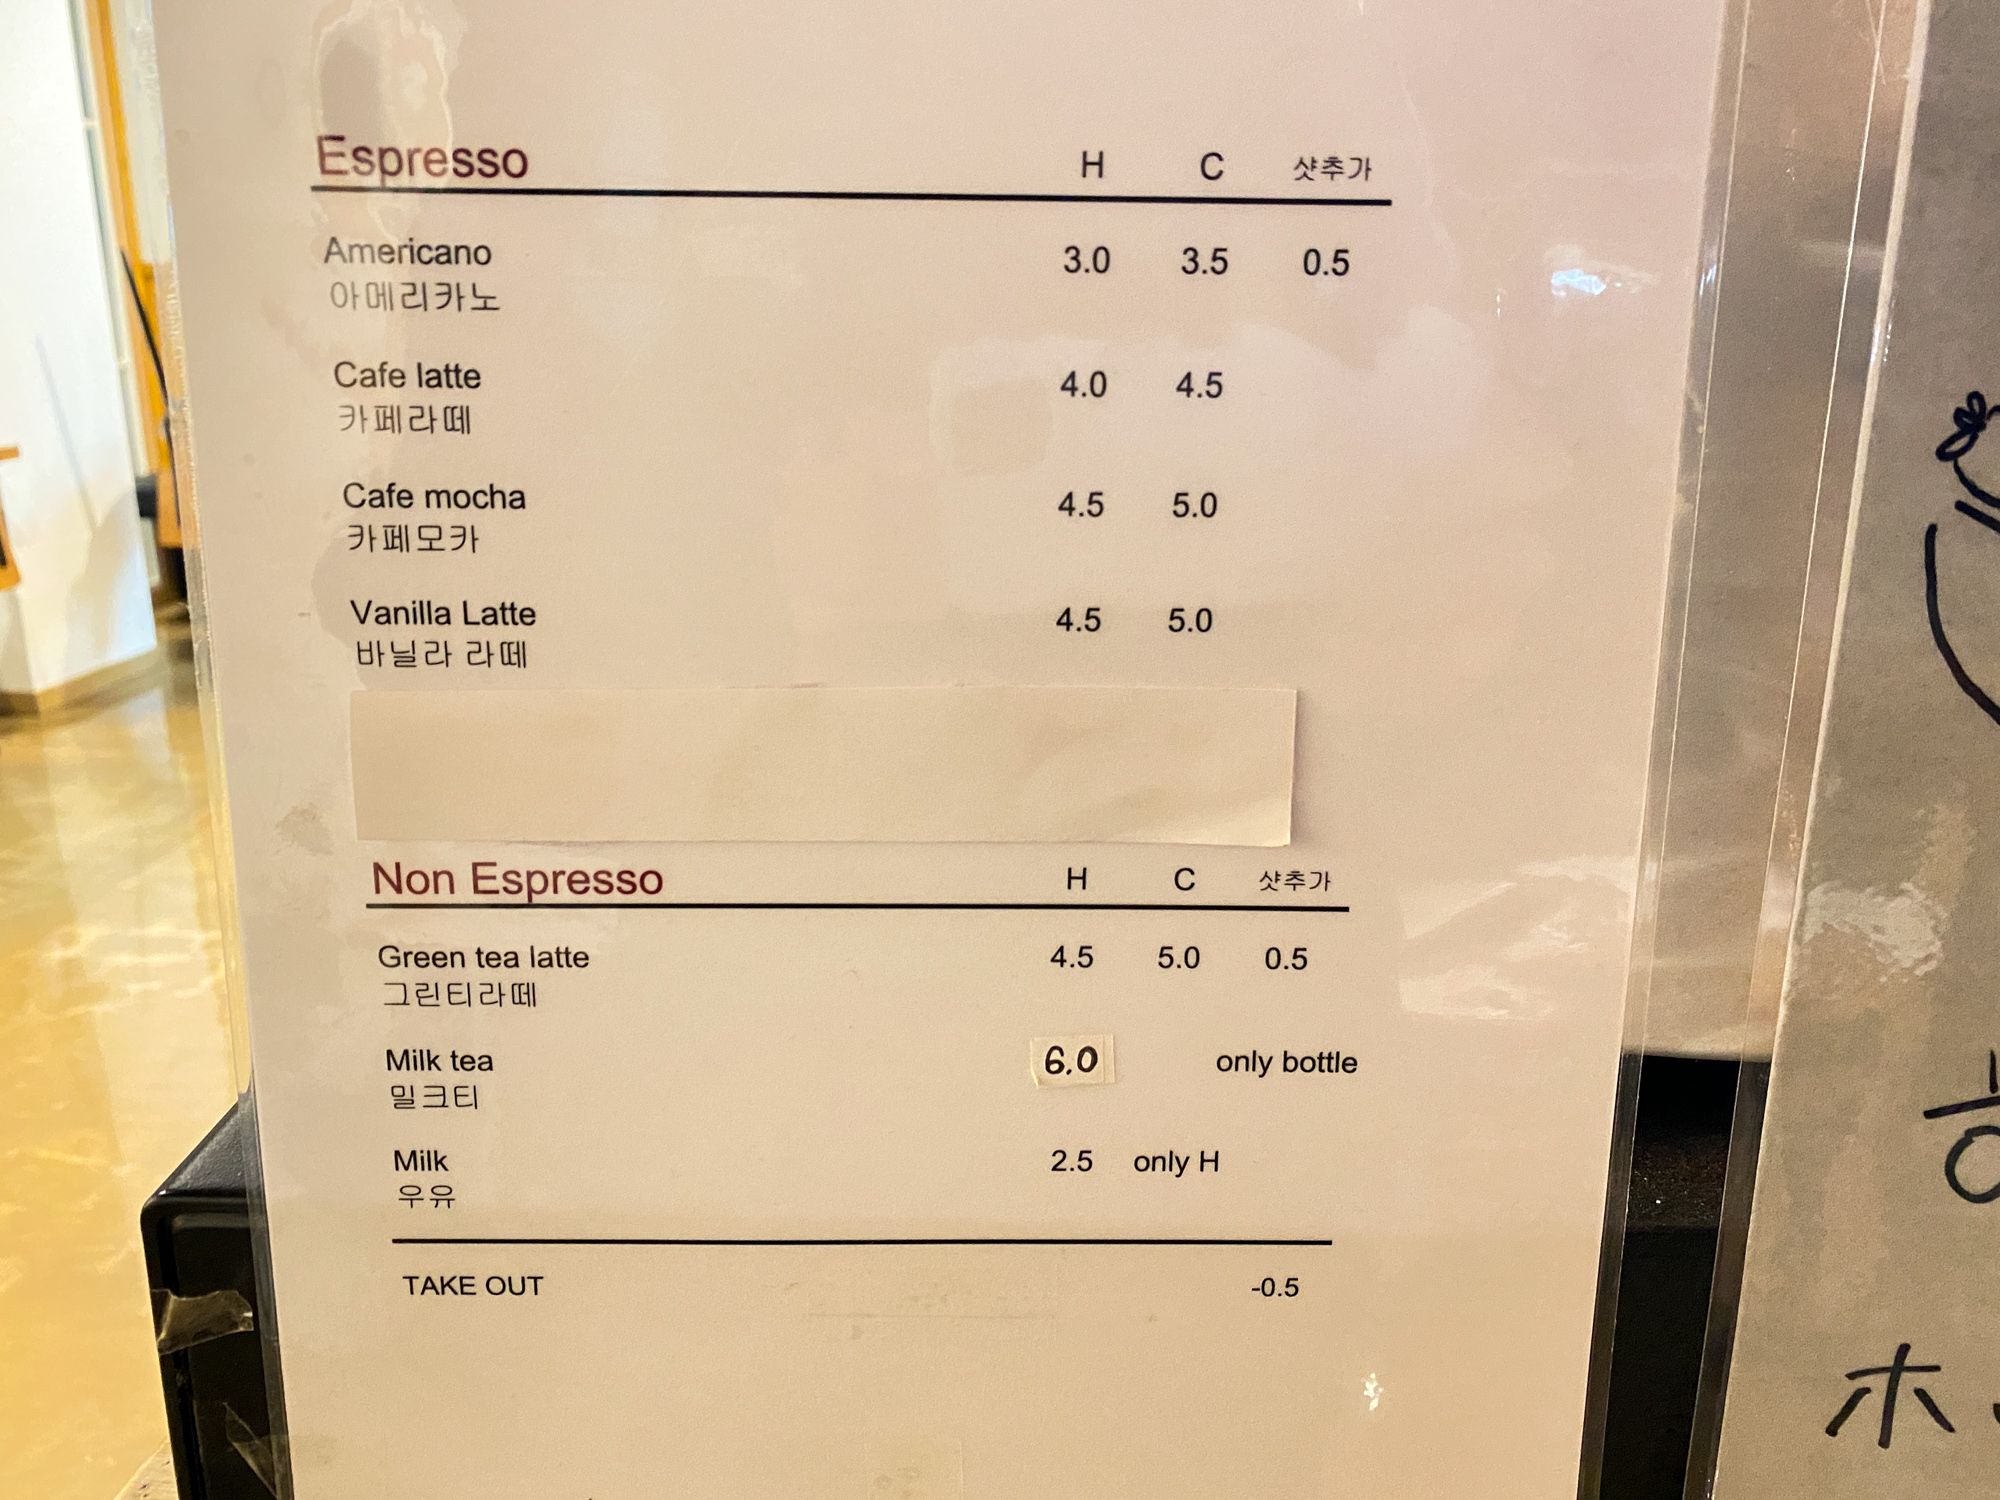 Espresso H C 샷추가
Americano 3.0 3.5 0.5
아메리카노
Cafe latte 4.0 4.5
카페라떼
Cafe mocha 4.5 5.0
카페모카
Vanilla Latte 4.5 5.0
바닐라 라떼
Non Espresso H C 샷추가
Green tea latte 4.5 5.0 0.5
그린티라떼
Milk tea 6.0 only bottle
밀크티
Milk 2.5 only H
우유
TAKE OUT -0.5